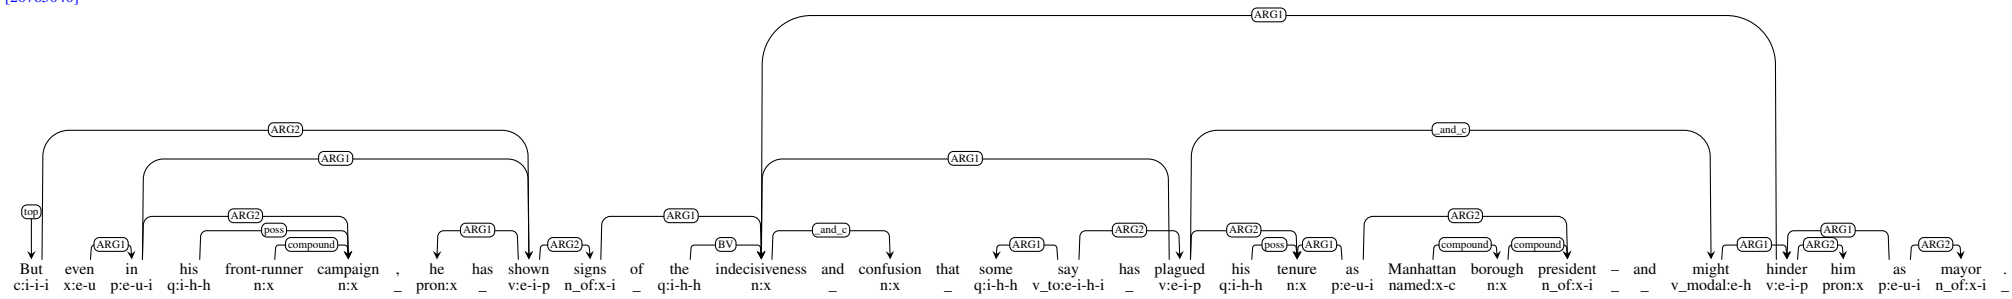 ARG1
ARG2 _and_c
ARG1 ARG1
top ARG2 ARG1 ARG2
poss ARG1 _and_c poss
ARG1 compound ARG2 BV ARG1 ARG2 ARG2 ARG1 compound compound ARG1 ARG2 ARG1 ARG2
But even in his front-runner campaign , he has shown signs of the indecisiveness and confusion that some say has plagued his tenure as Manhattan borough president – and might hinder him as mayor .
c:i-i-i x:e-u p:e-u-i q:i-h-h n:x n:x _ pron:x _ v:e-i-p n_of:x-i _ q:i-h-h n:x _ n:x _ q:i-h-h v_to:e-i-h-i _ v:e-i-p q:i-h-h n:x p:e-u-i named:x-c n:x n_of:x-i _ _ v_modal:e-h v:e-i-p pron:x p:e-u-i n_of:x-i _